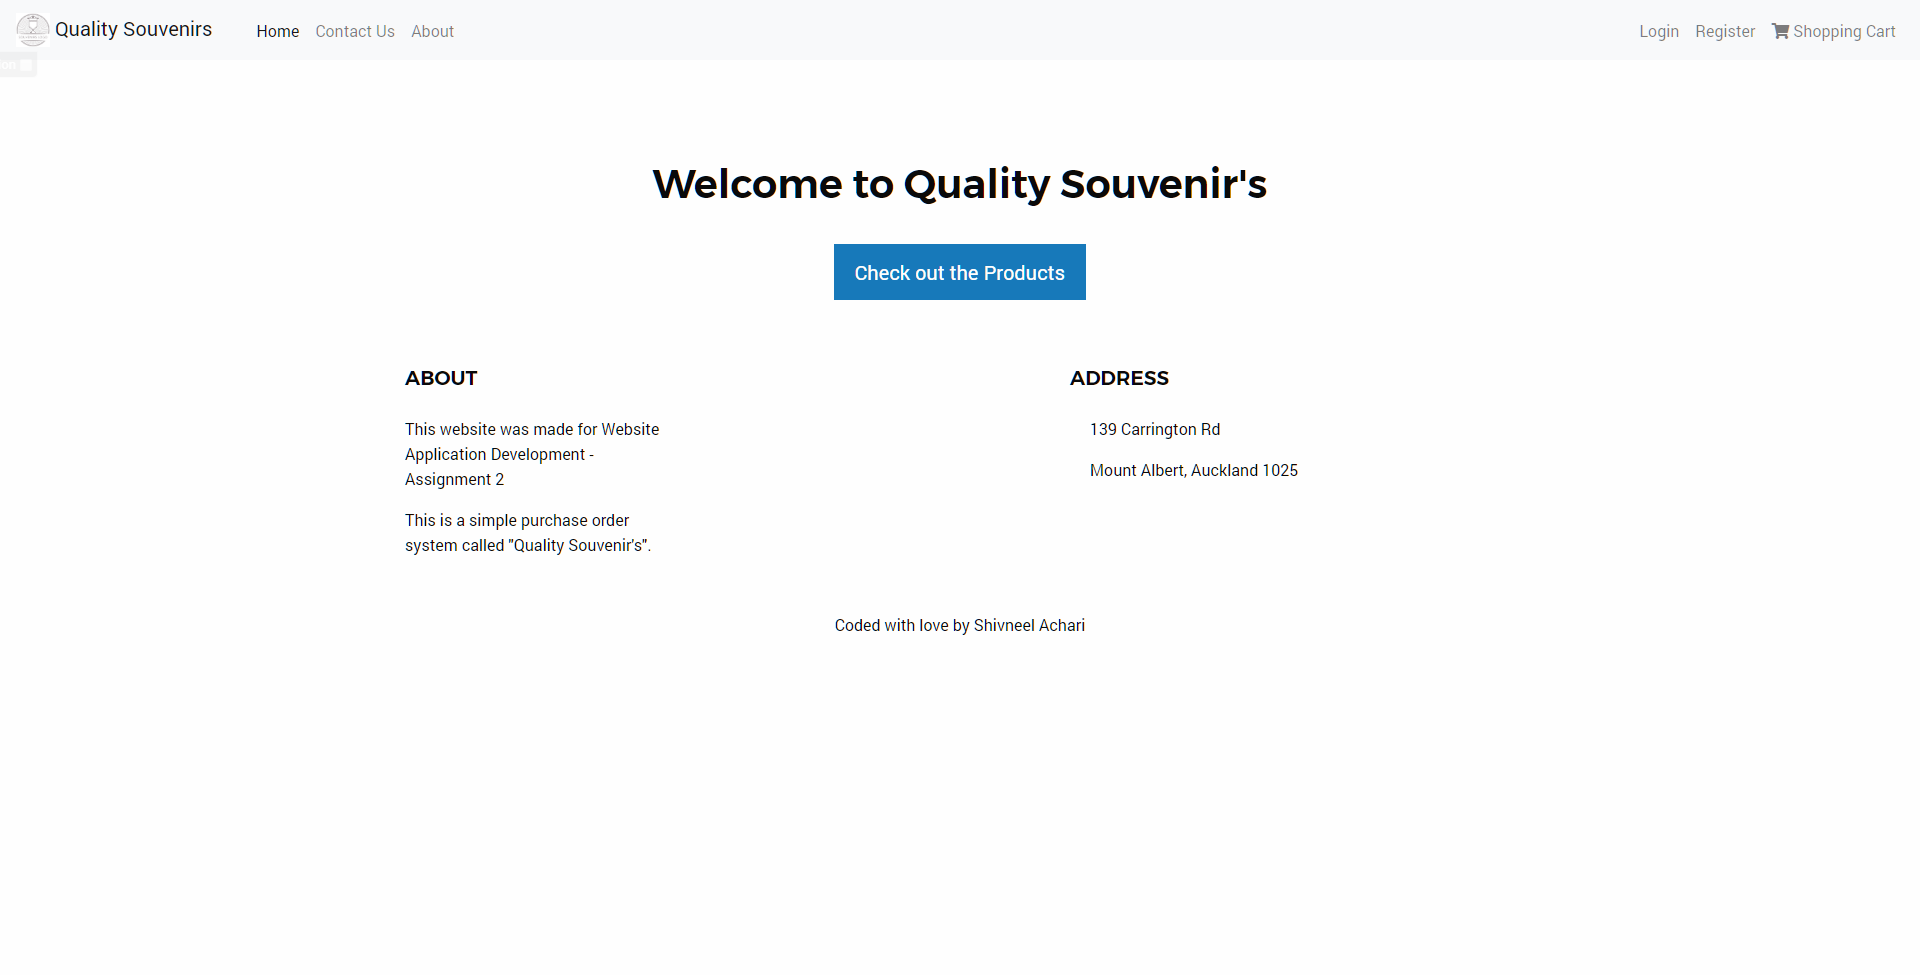 Quality Souvenirs
Home Contact Us About
Login Register Shopping Cart
Welcome to Quality Souvenir's
Check out the Products
ABOUT
This website was made for Website
Application Development -
Assignment 2
This is a simple purchase order
system called "Quality Souvenir's".
ADDRESS
139 Carrington Rd
Mount Albert, Auckland 1025
Coded with love by Shivneel Achari